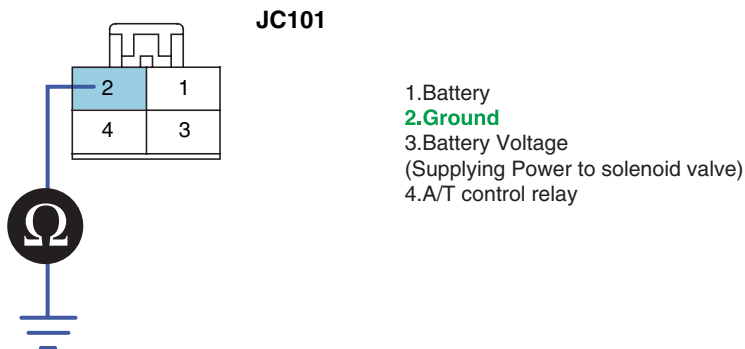 JC101
2 1
4 3
Ω
1.Battery
2.Ground
3.Battery Voltage
(Supplying Power to solenoid valve)
4.A/T control relay